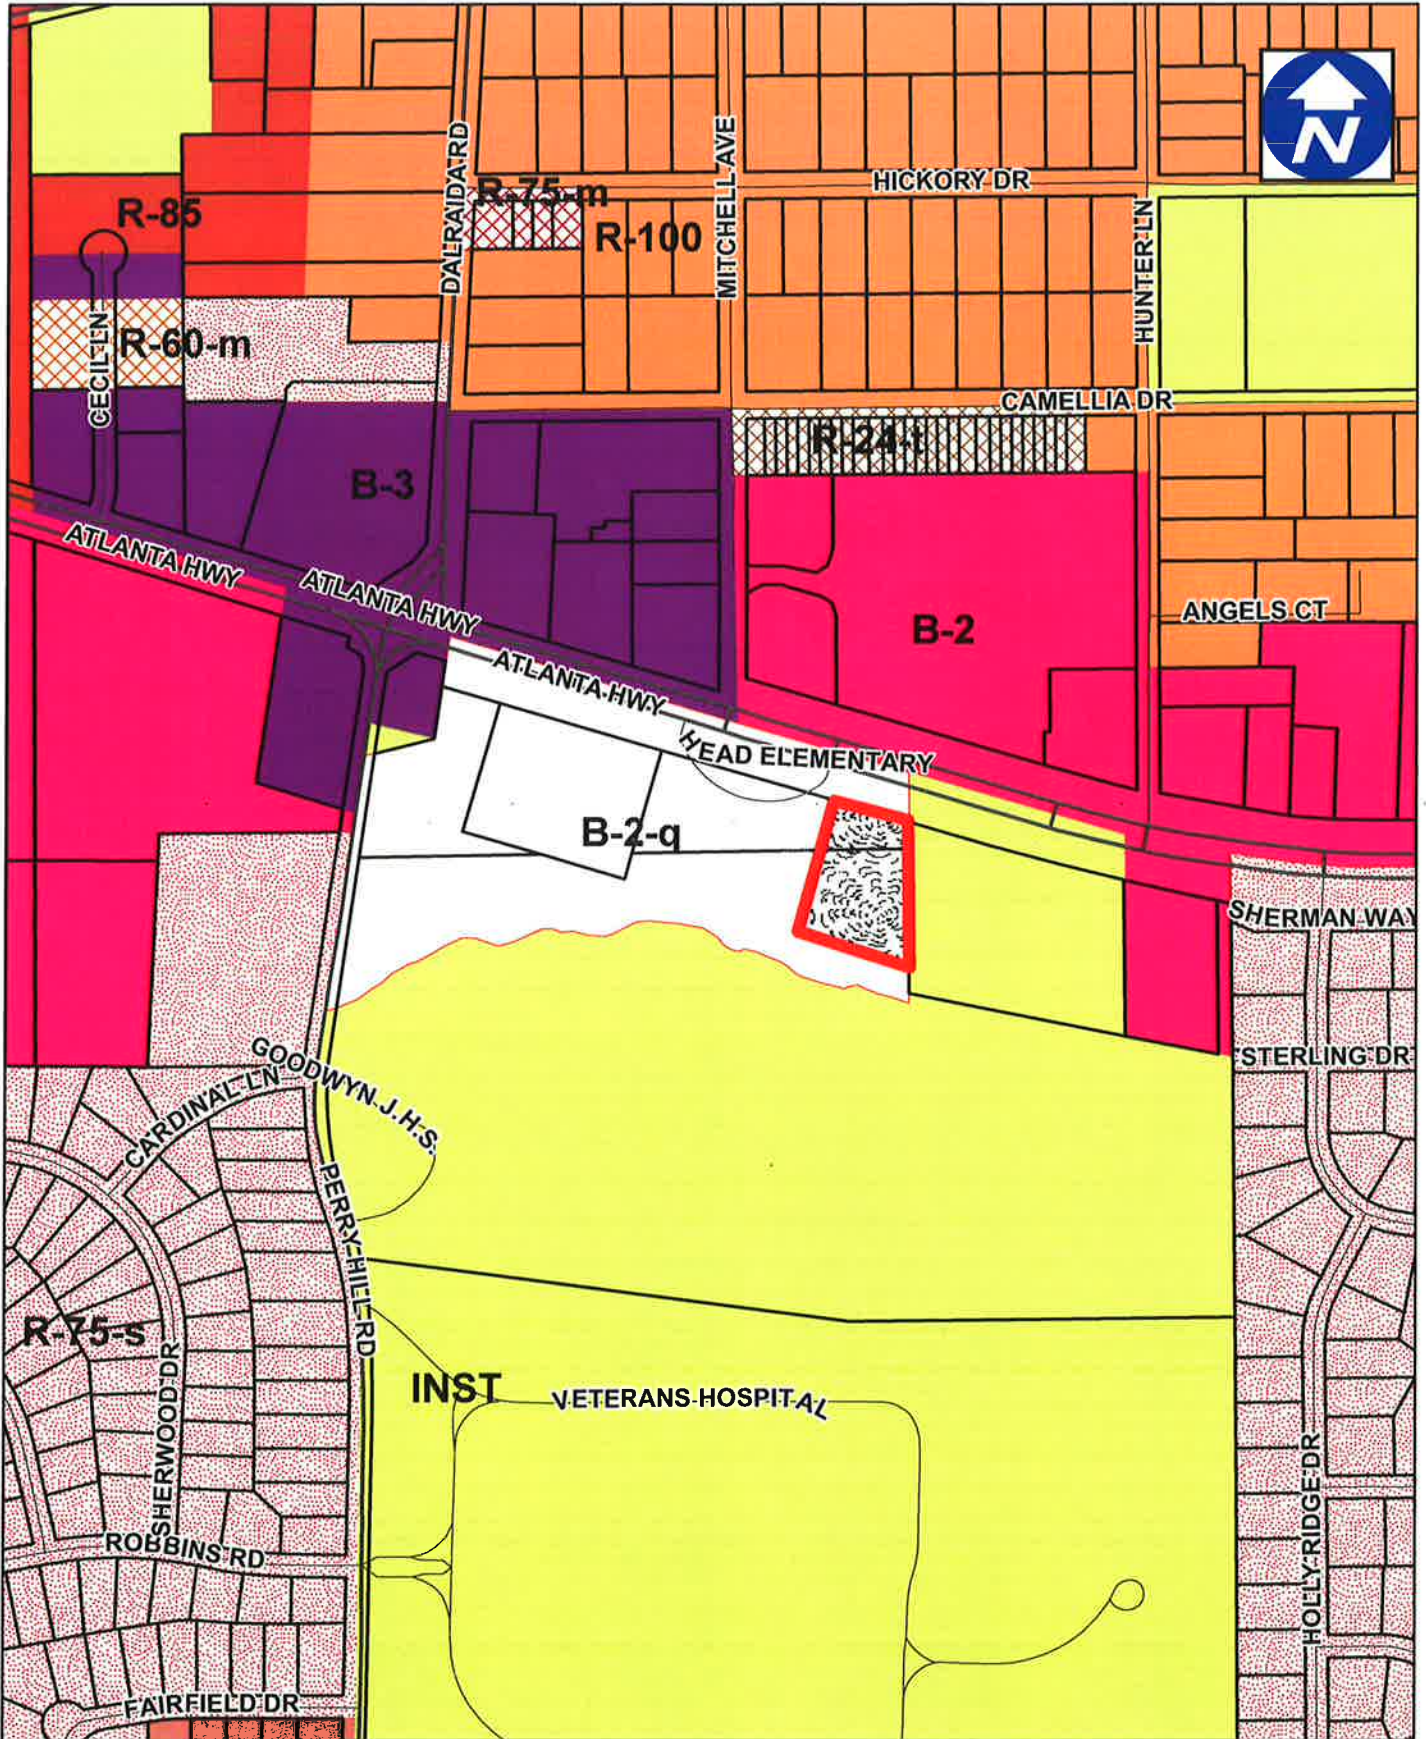 N
DALRAIDA RD
MITCHELL AVE
HICKORY DR
R-75-m
R-85
R-100
HUNTER LN
CECIL LN
R-60-m
CAMELLIA DR
R-24-t
B-3
ATLANTA HWY
ATLANTA HWY
ANGELS CT
B-2
ATLANTA HWY
HEAD ELEMENTARY
B-2-q
SHERMAN WAY
GOODWYN J.H.S.
STERLING DR
CARDINAL LN
PERRY HILL RD
R-75-s
SHERWOOD DR
INST
VETERANS HOSPITAL
HOLLY RIDGE DR
ROBBINS RD
FAIRFIELD DR